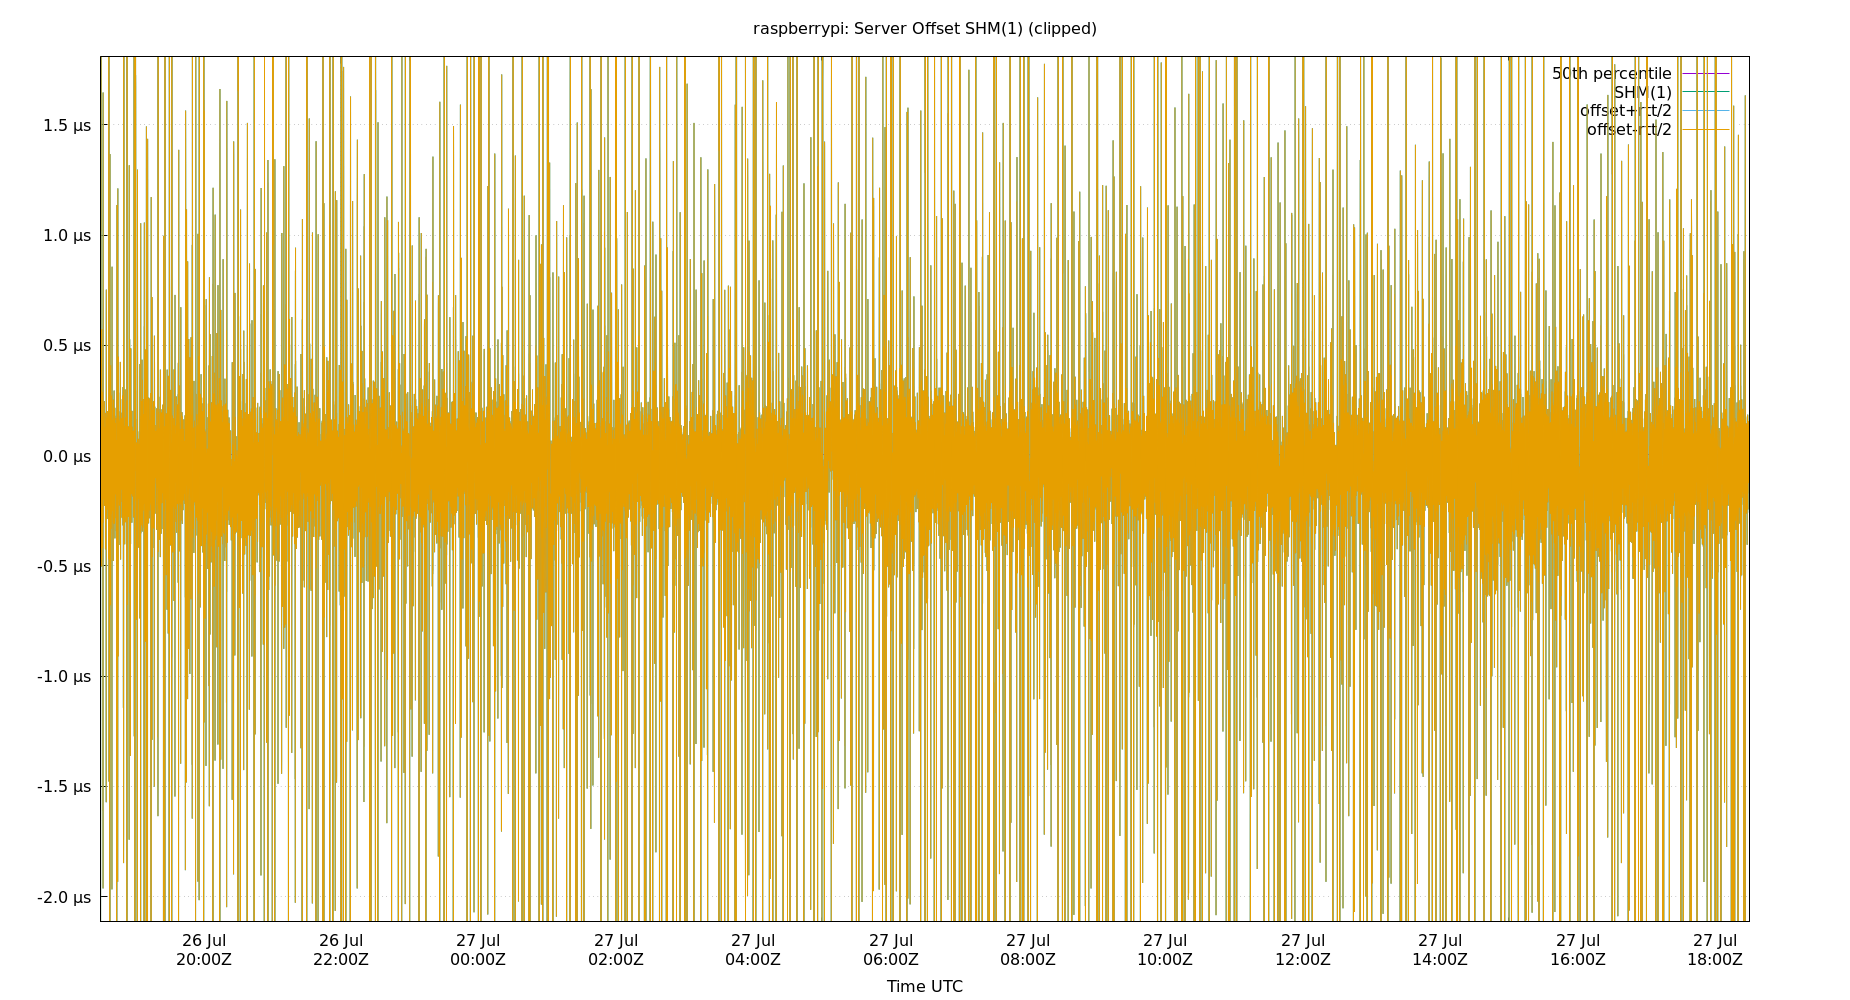 raspberrypi: Server Offset SHM(1) (clipped)
50th percentile
SHM(1)
offset+rtt/2
offset-rtt/2
1.5 µs
1.0 µs
0.5 µs
0.0 µs
-0.5 µs
-1.0 µs
-1.5 µs
-2.0 µs
26 Jul 26 Jul 27 Jul 27 Jul 27 Jul 27 Jul 27 Jul 27 Jul 27 Jul 27 Jul 27 Jul 27 Jul
20:00Z 22:00Z 00:00Z 02:00Z 04:00Z 06:00Z 08:00Z 10:00Z 12:00Z 14:00Z 16:00Z 18:00Z
Time UTC